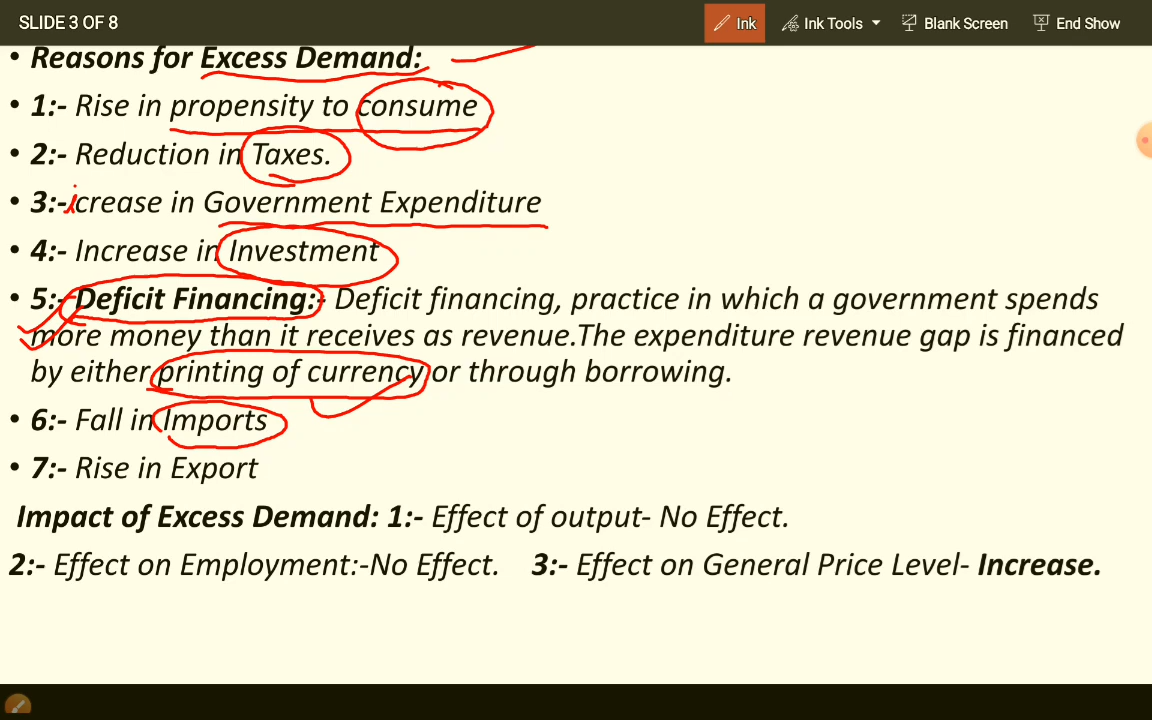 SLIDE 3 OF 8
Ink
Ink Tools
Blank Screen
End Show
• Reasons for Excess Demand:
• 1:- Rise in propensity to consume
• 2:- Reduction in Taxes.
• 3:-icrease in Government Expenditure
• 4:- Increase in Investment
• 5:- Deficit Financing:- Deficit financing, practice in which a government spends
more money than it receives as revenue.The expenditure revenue gap is financed
by either printing of currency or through borrowing.
• 6:- Fall in Imports
• 7:- Rise in Export
Impact of Excess Demand: 1:- Effect of output- No Effect.
2:- Effect on Employment:-No Effect. 3:- Effect on General Price Level- Increase.